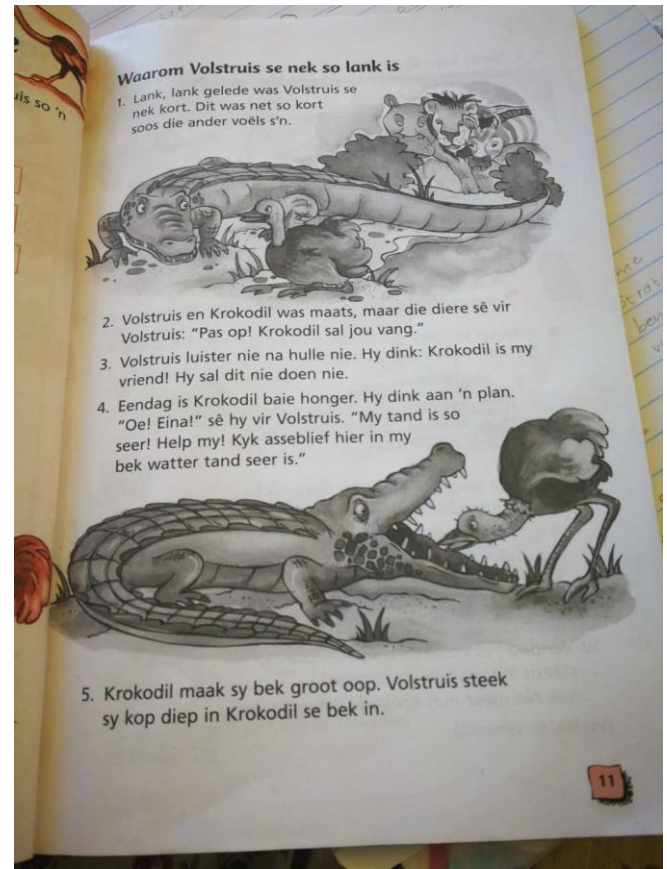 is so 'n
Waarom Volstruis se nek so lank is
1. Lank, lank gelede was Volstruis se
nek kort. Dit was net so kort
soos die ander voëls s'n.
2. Volstruis en Krokodil was maats, maar die diere sê vir
Volstruis: “Pas op! Krokodil sal jou vang.”
3. Volstruis luister nie na hulle nie. Hy dink: Krokodil is my
vriend! Hy sal dit nie doen nie.
4. Eendag is Krokodil baie honger. Hy dink aan 'n plan.
“Oe! Eina!” sê hy vir Volstruis. “My tand is so
seer! Help my! Kyk asseblief hier in my
bek watter tand seer is.”
5. Krokodil maak sy bek groot oop. Volstruis steek
sy kop diep in Krokodil se bek in.
11